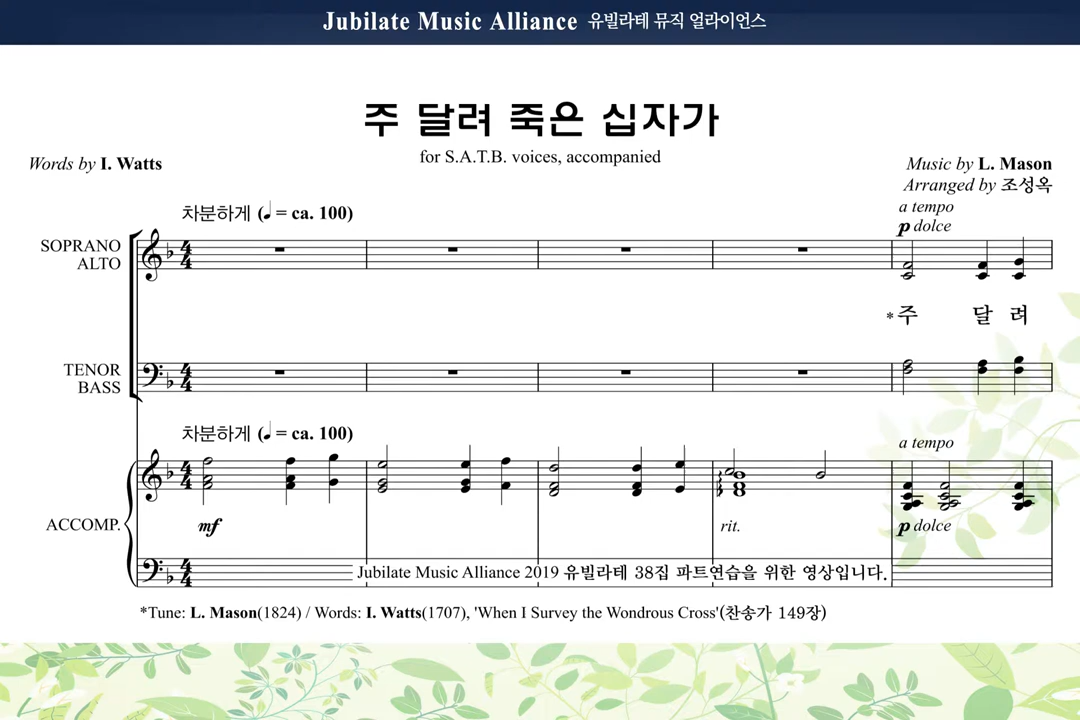 Jubilate Music Alliance 유빌라테 뮤직 얼라이언스
주 달려 죽은 십자가
for S.A.T.B. voices, accompanied
Words by I. Watts
Music by L. Mason
Arranged by 조성옥
차분하게 (♩ = ca. 100)
a tempo
p dolce
SOPRANO
ALTO
*주 달 려
TENOR
BASS
차분하게 (♩ = ca. 100)
a tempo
ACCOMP.
mf rit. p dolce
Jubilate Music Alliance 2019 유빌라테 38집 파트연습을 위한 영상입니다.
*Tune: L. Mason(1824) / Words: I. Watts(1707), 'When I Survey the Wondrous Cross'(찬송가 149장)